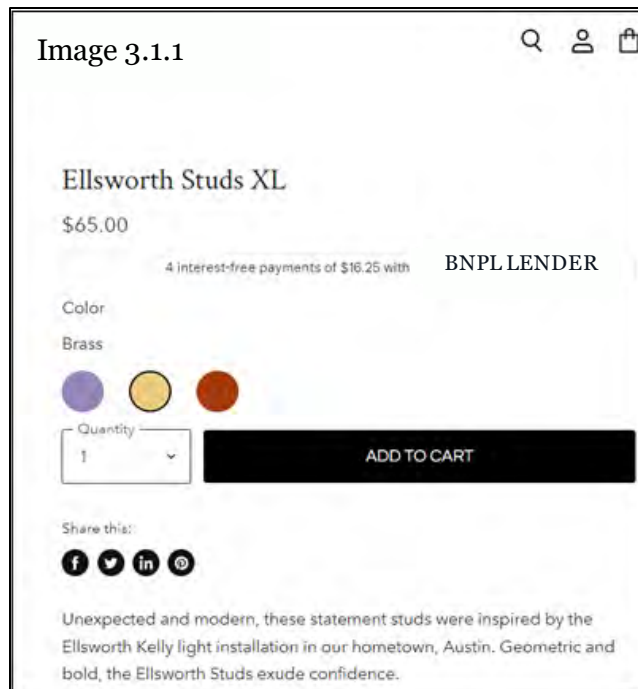 Image 3.1.1
Ellsworth Studs XL
$65.00
4 interest-free payments of $16.25 with BNPL LENDER
Color
Brass
Quantity
1
ADD TO CART
Share this:
Unexpected and modern, these statement studs were inspired by the
Ellsworth Kelly light installation in our hometown, Austin. Geometric and
bold, the Ellsworth Studs exude confidence.